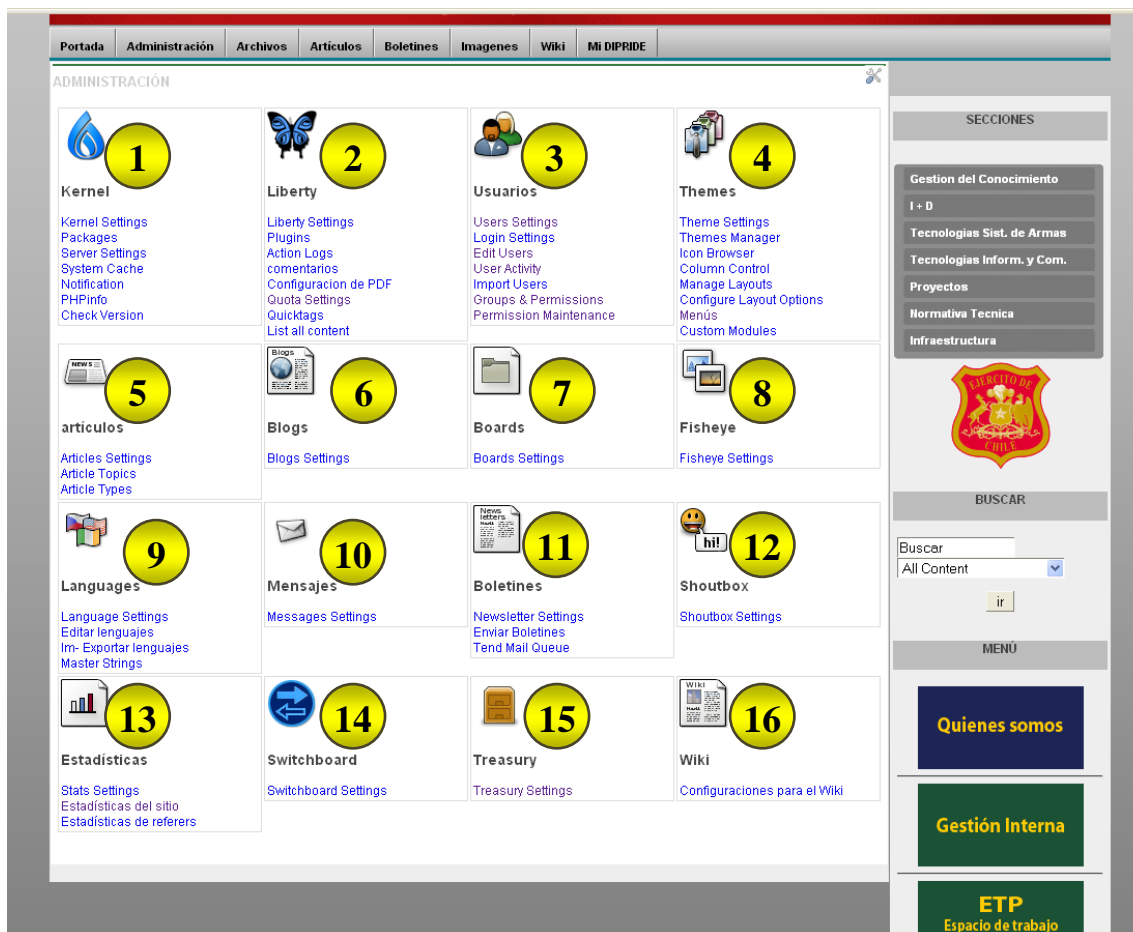 Portada Administración Archivos Artículos Boletines Imagenes Wiki Mi DIPRIDE
ADMINISTRACIÓN
1
Kernel
Kernel Settings
Packages
Server Settings
System Cache
Notification
PHPinfo
Check Version
2
Liberty
Liberty Settings
Plugins
Action Logs
comentarios
Configuracion de PDF
Quota Settings
Quicktags
List all content
3
Usuarios
Users Settings
Login Settings
Edit Users
User Activity
Import Users
Groups & Permissions
Permission Maintenance
4
Themes
Theme Settings
Themes Manager
Icon Browser
Column Control
Manage Layouts
Configure Layout Options
Menús
Custom Modules
NEWS
5
artículos
Articles Settings
Article Topics
Article Types
Blogs
6
Blogs
Blogs Settings
7
Boards
Boards Settings
8
Fisheye
Fisheye Settings
9
Languages
Language Settings
Editar lenguajes
Im- Exportar lenguajes
Master Strings
10
Mensajes
Messages Settings
News
letters
11
Boletines
Newsletter Settings
Enviar Boletines
Tend Mail Queue
hi!
12
Shoutbox
Shoutbox Settings
13
Estadísticas
Stats Settings
Estadísticas del sitio
Estadísticas de referers
14
Switchboard
Switchboard Settings
15
Treasury
Treasury Settings
Wiki
16
Wiki
Configuraciones para el Wiki
SECCIONES
Gestion del Conocimiento
I + D
Tecnologias Sist. de Armas
Tecnologias Inform. y Com.
Proyectos
Normativa Tecnica
Infraestructura
EJERCITO DE
CHILE
BUSCAR
Buscar
All Content
ir
MENÚ
Quienes somos
Gestión Interna
ETP
Espacio de trabajo